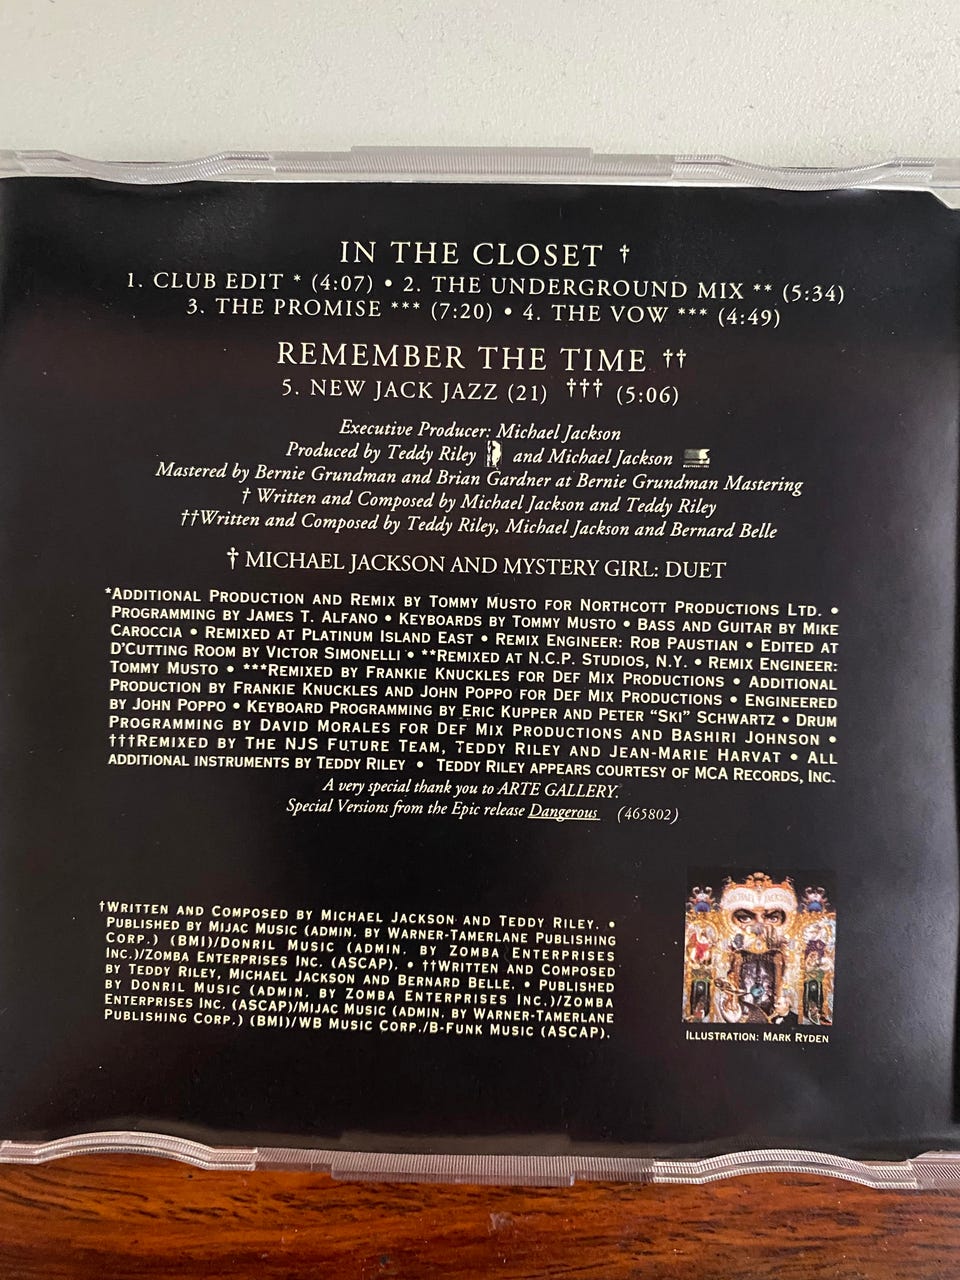 IN THE CLOSET †
1. CLUB EDIT * (4:07) • 2. THE UNDERGROUND MIX ** (5:34)
3. THE PROMISE *** (7:20) • 4. THE VOW *** (4:49)
REMEMBER THE TIME ††
5. NEW JACK JAZZ (21) ††† (5:06)
Executive Producer: Michael Jackson
Produced by Teddy Riley and Michael Jackson
Mastered by Bernie Grundman and Brian Gardner at Bernie Grundman Mastering
† Written and Composed by Michael Jackson and Teddy Riley
††Written and Composed by Teddy Riley, Michael Jackson and Bernard Belle
† MICHAEL JACKSON AND MYSTERY GIRL: DUET
*ADDITIONAL PRODUCTION AND REMIX BY TOMMY MUSTO FOR NORTHCOTT PRODUCTIONS LTD. •
PROGRAMMING BY JAMES T. ALFANO • KEYBOARDS BY TOMMY MUSTO • BASS AND GUITAR BY MIKE
CAROCCIA • REMIXED AT PLATINUM ISLAND EAST • REMIX ENGINEER: ROB PAUSTIAN • EDITED AT
D'CUTTING ROOM BY VICTOR SIMONELLI • **REMIXED AT N.C.P. STUDIOS, N.Y. • REMIX ENGINEER:
TOMMY MUSTO • ***REMIXED BY FRANKIE KNUCKLES FOR DEF MIX PRODUCTIONS • ADDITIONAL
PRODUCTION BY FRANKIE KNUCKLES AND JOHN POPPO FOR DEF MIX PRODUCTIONS • ENGINEERED
BY JOHN POPPO • KEYBOARD PROGRAMMING BY ERIC KUPPER AND PETER “SKI” SCHWARTZ • DRUM
PROGRAMMING BY DAVID MORALES FOR DEF MIX PRODUCTIONS AND BASHIRI JOHNSON •
†††REMIXED BY THE NJS FUTURE TEAM, TEDDY RILEY AND JEAN-MARIE HARVAT • ALL
ADDITIONAL INSTRUMENTS BY TEDDY RILEY • TEDDY RILEY APPEARS COURTESY OF MCA RECORDS, INC.
A very special thank you to ARTE GALLERY.
Special Versions from the Epic release Dangerous (465802)
†WRITTEN AND COMPOSED BY MICHAEL JACKSON AND TEDDY RILEY. •
PUBLISHED BY MIJAC MUSIC (ADMIN. BY WARNER-TAMERLANE PUBLISHING
CORP.) (BMI)/DONRIL MUSIC (ADMIN. BY ZOMBA ENTERPRISES
INC.)/ZOMBA ENTERPRISES INC. (ASCAP). • ††WRITTEN AND COMPOSED
BY TEDDY RILEY, MICHAEL JACKSON AND BERNARD BELLE. • PUBLISHED
BY DONRIL MUSIC (ADMIN. BY ZOMBA ENTERPRISES INC.)/ZOMBA
ENTERPRISES INC. (ASCAP)/MIJAC MUSIC (ADMIN. BY WARNER-TAMERLANE
PUBLISHING CORP.) (BMI)/WB MUSIC CORP./B-FUNK MUSIC (ASCAP).
MICHAEL JACKSON
ILLUSTRATION: MARK RYDEN